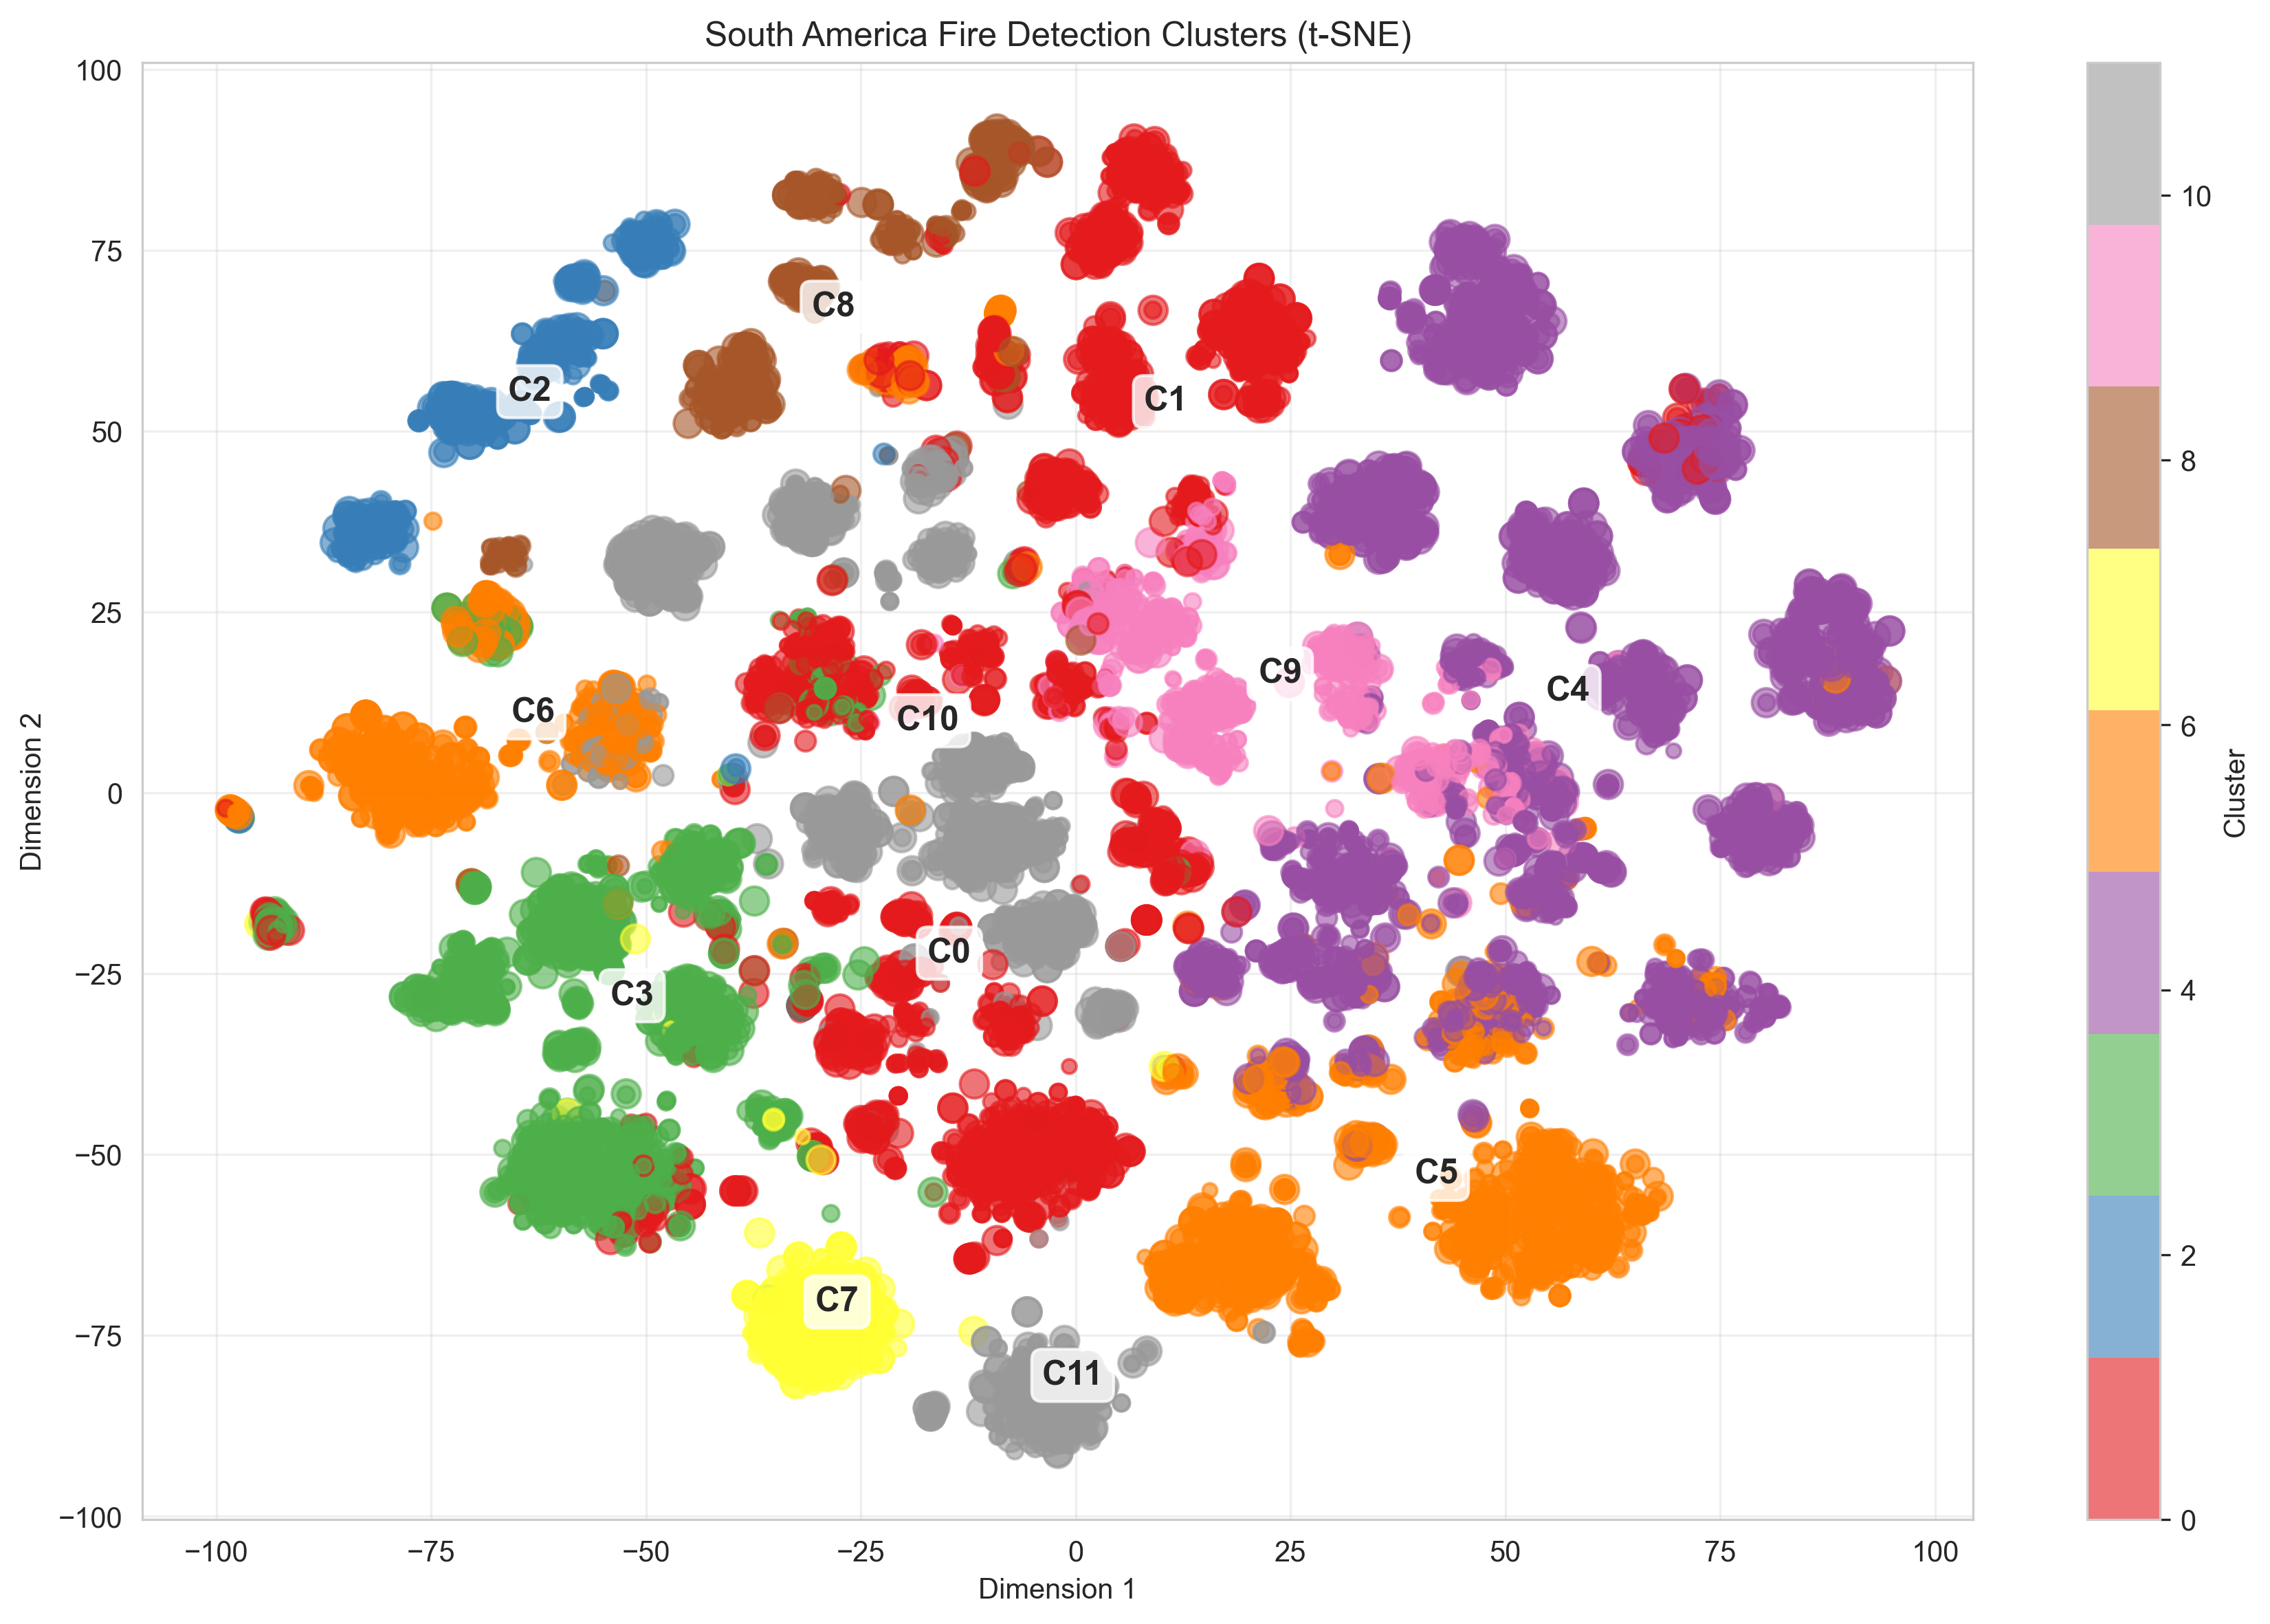 South America Fire Detection Clusters (t-SNE)
100
75
50
25
0
−25
−50
−75
−100
Dimension 2
C8
C2
C1
C9
C4
C6
C10
C0
C3
C5
C7
C11
−100
−75
−50
−25
0
25
50
75
100
Dimension 1
10
8
6
4
2
0
Cluster